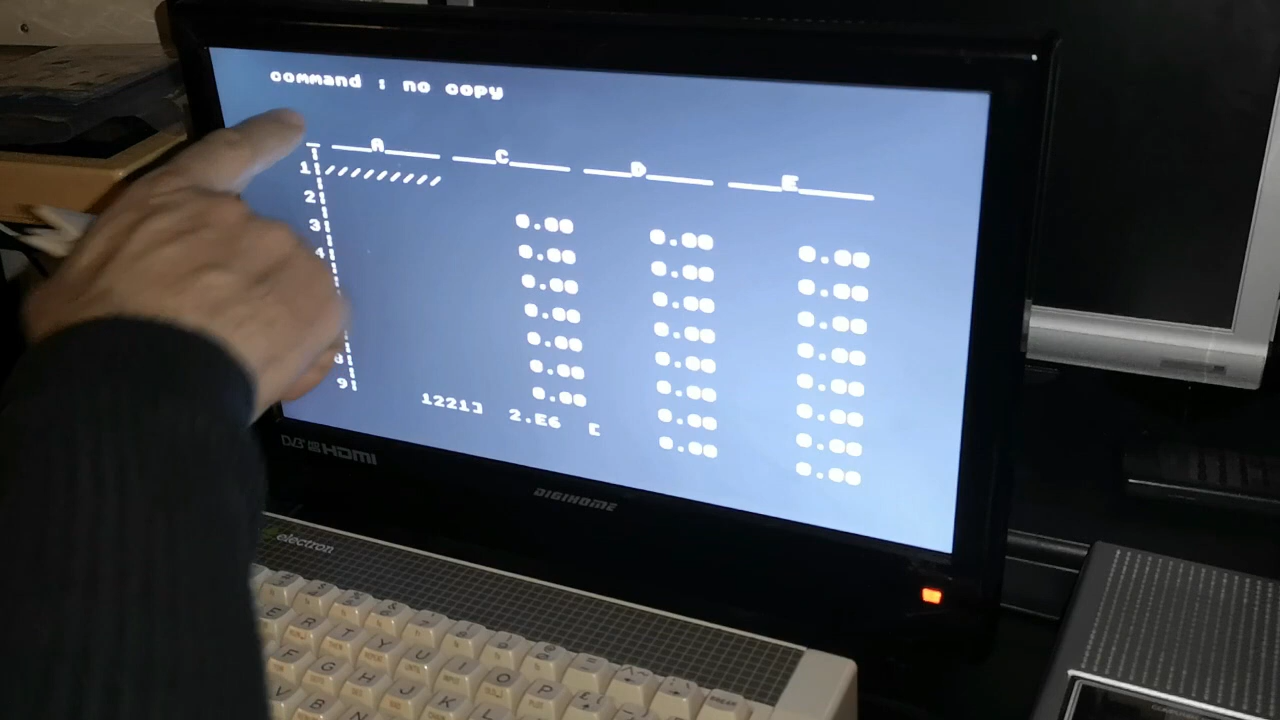 command : no copy
A C D E
1 /////////
2
3 0.00 0.00 0.00
4 0.00 0.00 0.00
0.00 0.00 0.00
0.00 0.00 0.00
0.00 0.00 0.00
8 0.00 0.00 0.00
9 0.00 0.00 0.00
0.00 0.00
1221] 2.E6 [
DVB HDMI
DIGIHOME
electron
E R T Y U I O P
F G H J K L
V B N M
BREAK